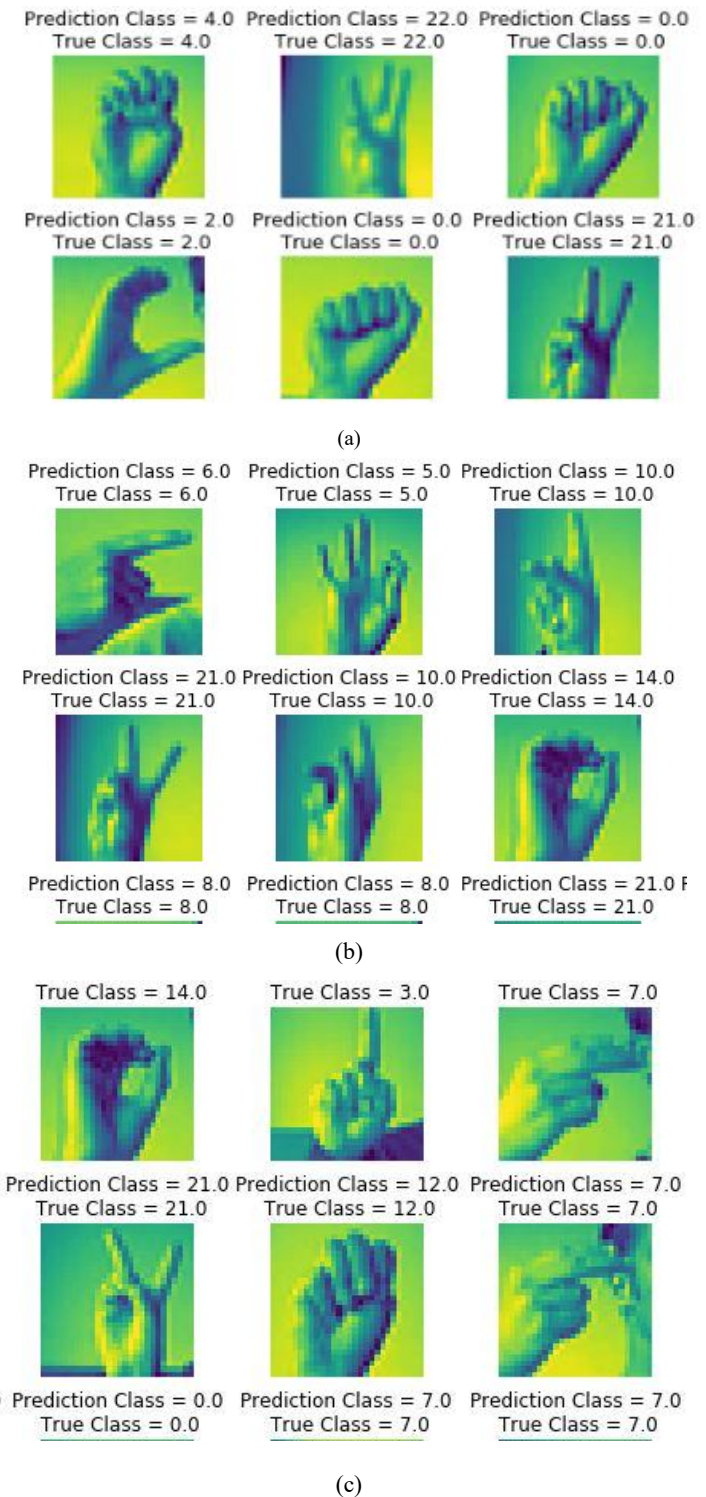 Prediction Class = 4.0 Prediction Class = 22.0 Prediction Class = 0.0
True Class = 4.0 True Class = 22.0 True Class = 0.0
Prediction Class = 2.0 Prediction Class = 0.0 Prediction Class = 21.0
True Class = 2.0 True Class = 0.0 True Class = 21.0
(a)
Prediction Class = 6.0 Prediction Class = 5.0 Prediction Class = 10.0
True Class = 6.0 True Class = 5.0 True Class = 10.0
Prediction Class = 21.0 Prediction Class = 10.0 Prediction Class = 14.0
True Class = 21.0 True Class = 10.0 True Class = 14.0
Prediction Class = 8.0 Prediction Class = 8.0 Prediction Class = 21.0
True Class = 8.0 True Class = 8.0 True Class = 21.0
(b)
True Class = 14.0 True Class = 3.0 True Class = 7.0
Prediction Class = 21.0 Prediction Class = 12.0 Prediction Class = 7.0
True Class = 21.0 True Class = 12.0 True Class = 7.0
Prediction Class = 0.0 Prediction Class = 7.0 Prediction Class = 7.0
True Class = 0.0 True Class = 7.0 True Class = 7.0
(c)